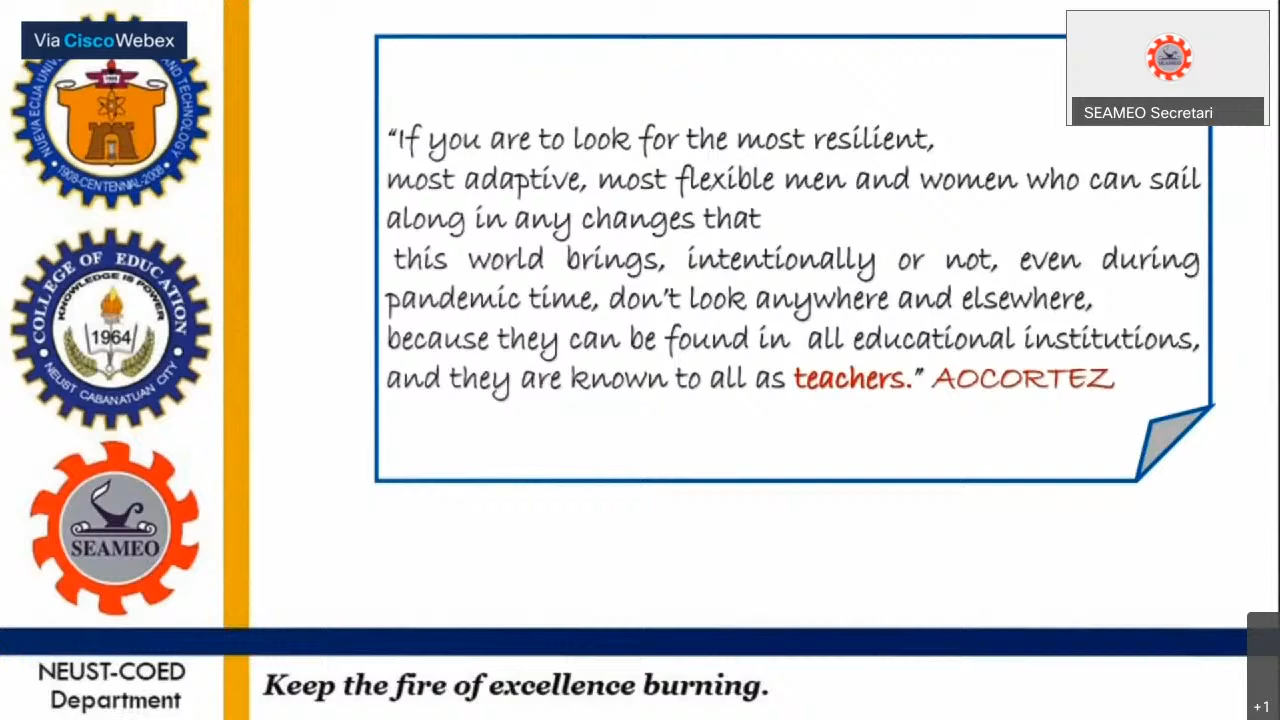 Via CiscoWebex
NUEVA ECIJA UNIV
AND TECHNOLOGY
1908-CENTENNIAL-2008
SEAMEO
SEAMEO Secretari
“If you are to look for the most resilient,
most adaptive, most flexible men and women who can sail
along in any changes that
this world brings, intentionally or not, even during
pandemic time, don’t look anywhere and elsewhere,
because they can be found in all educational institutions,
and they are known to all as teachers.” AOCORTEZ
COLLEGE OF EDUCATION
KNOWLEDGE IS POWER
1964
NEUST CABANATUAN CITY
SEAMEO
NEUST-COED
Department
Keep the fire of excellence burning.
+1